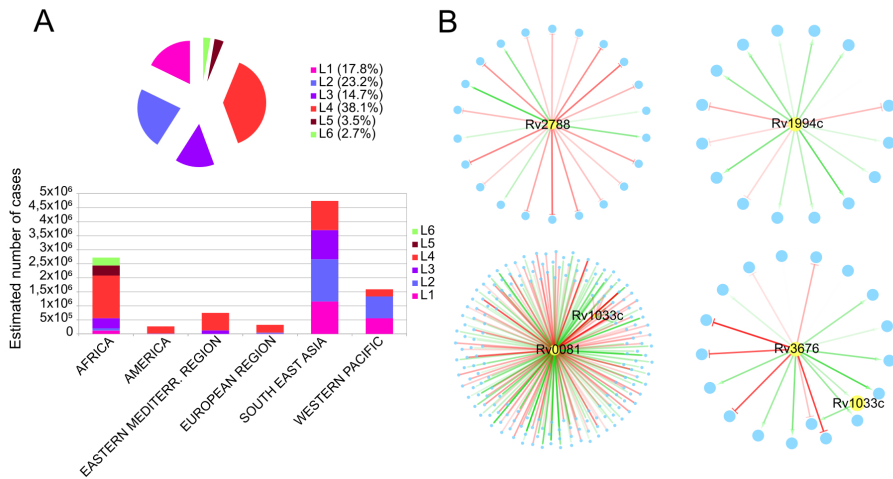 A
L1 (17.8%)
L2 (23.2%)
L3 (14.7%)
L4 (38.1%)
L5 (3.5%)
L6 (2.7%)
Estimated number of cases
5x10⁶
4,5x10⁶
4x10⁶
3,5x10⁶
3x10⁶
2,5x10⁶
2x10⁶
1,5x10⁶
1x10⁶
5x10⁵
0
AFRICA
AMERICA
EASTERN MEDITERR. REGION
EUROPEAN REGION
SOUTH EAST ASIA
WESTERN PACIFIC
L6
L5
L4
L3
L2
L1
B
Rv2788
Rv1994c
Rv1033c
Rv0081
Rv3676
Rv1033c